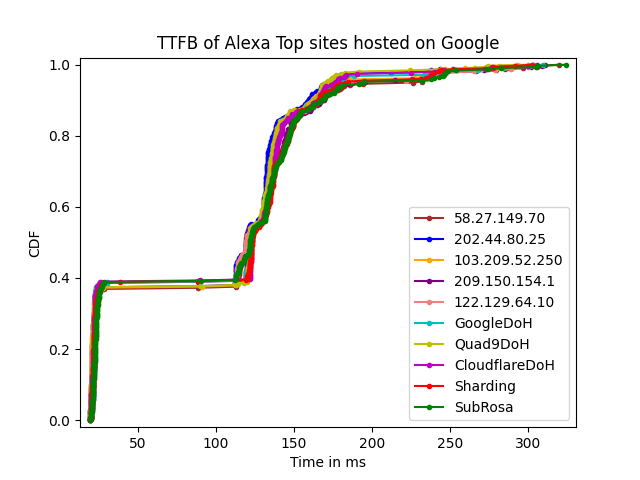 TTFB of Alexa Top sites hosted on Google
1.0
0.8
0.6
0.4
0.2
0.0
CDF
50
100
150
200
250
300
Time in ms
58.27.149.70
202.44.80.25
103.209.52.250
209.150.154.1
122.129.64.10
GoogleDoH
Quad9DoH
CloudflareDoH
Sharding
SubRosa